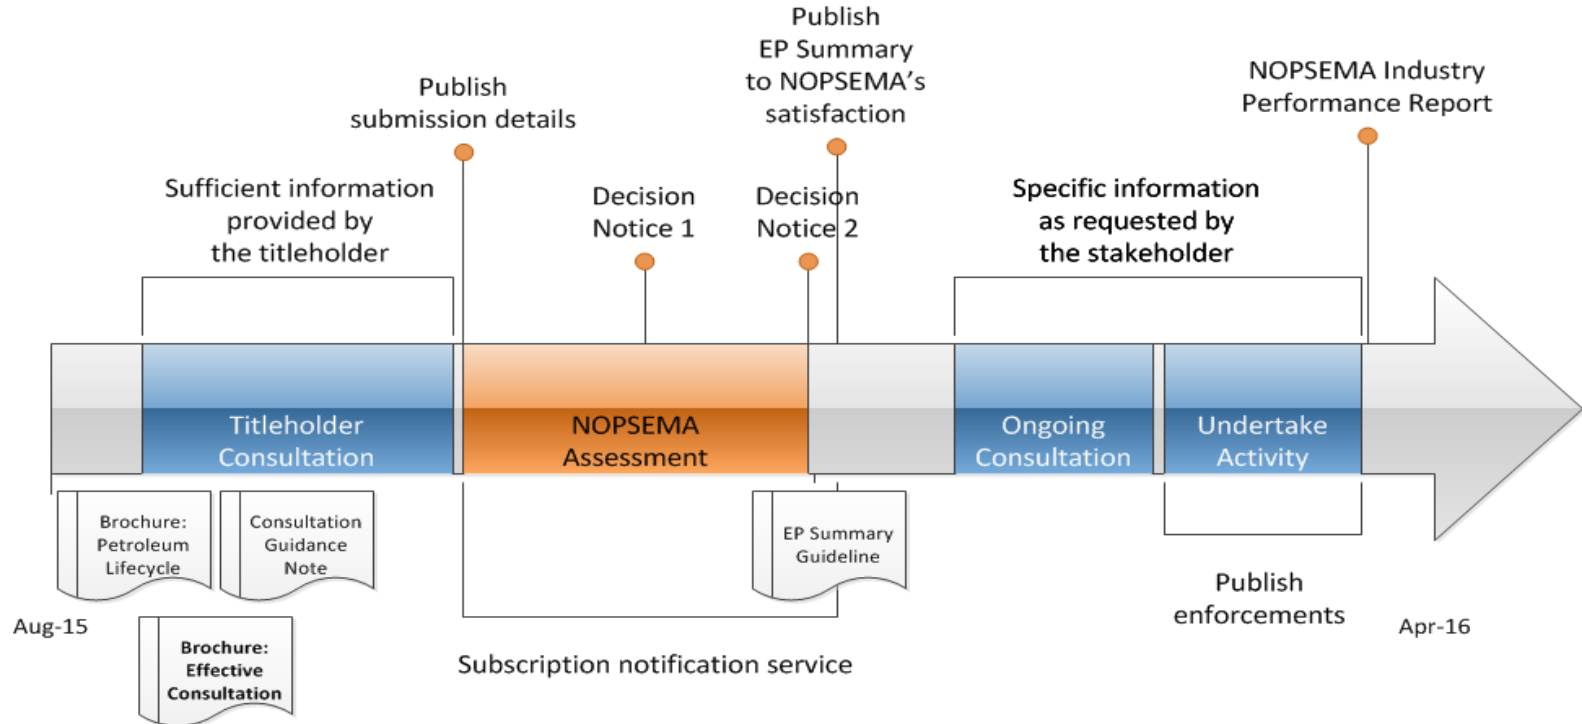 Publish
EP Summary
to NOPSEMA's
satisfaction
NOPSEMA Industry
Performance Report
Publish
submission details
Sufficient information
provided by
the titleholder
Decision
Notice 1
Decision
Notice 2
Specific information
as requested by
the stakeholder
Titleholder
Consultation
NOPSEMA
Assessment
Ongoing
Consultation
Undertake
Activity
Brochure:
Petroleum
Lifecycle
Consultation
Guidance
Note
EP Summary
Guideline
Publish
enforcements
Aug-15
Apr-16
Brochure:
Effective
Consultation
Subscription notification service